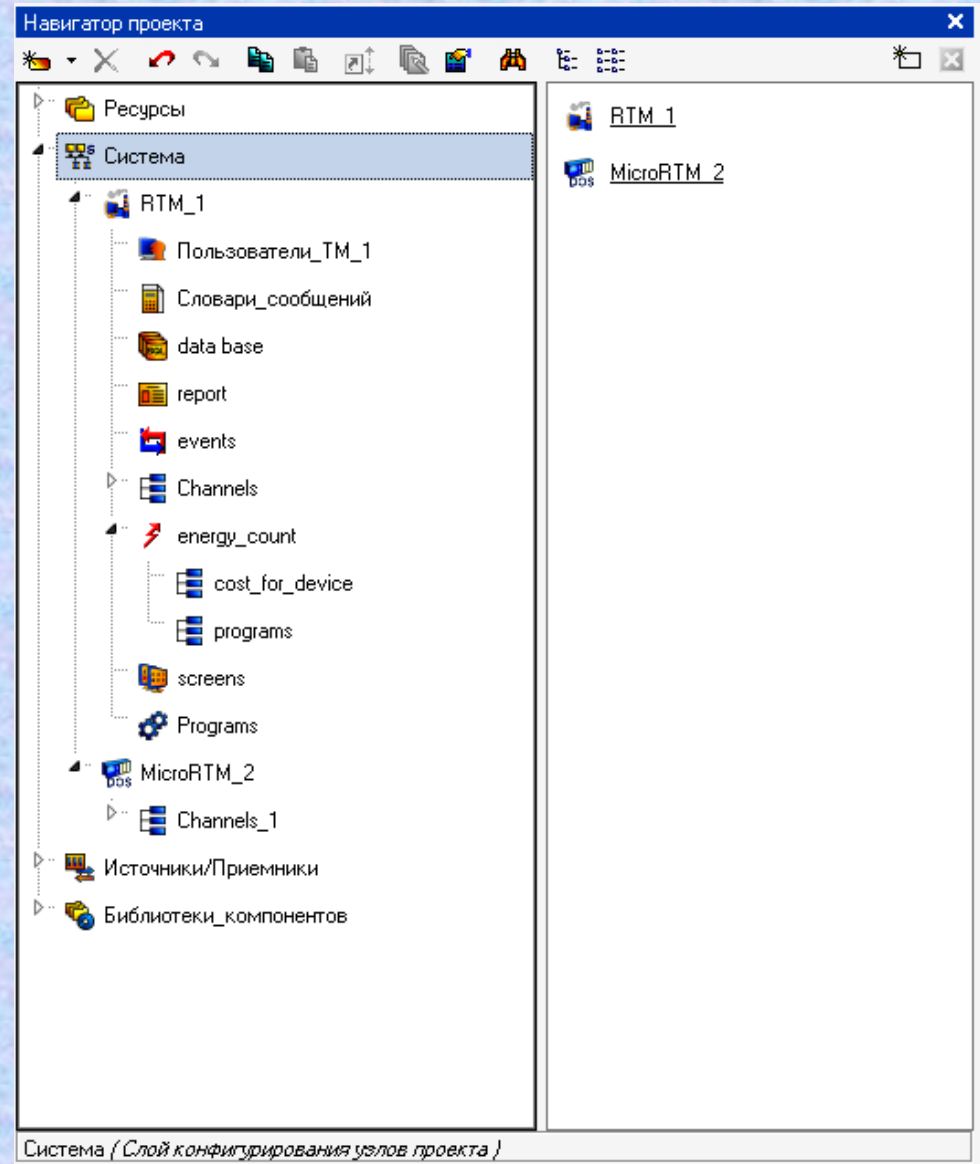 Навигатор проекта
Ресурсы
Система
RTM_1
Пользователи_ТМ_1
Словари_сообщений
data base
report
events
Channels
energy_count
cost_for_device
programs
screens
Programs
MicroRTM_2
Channels_1
Источники/Приемники
Библиотеки_компонентов
RTM_1
MicroRTM_2
Система ( Слой конфигурирования узлов проекта )